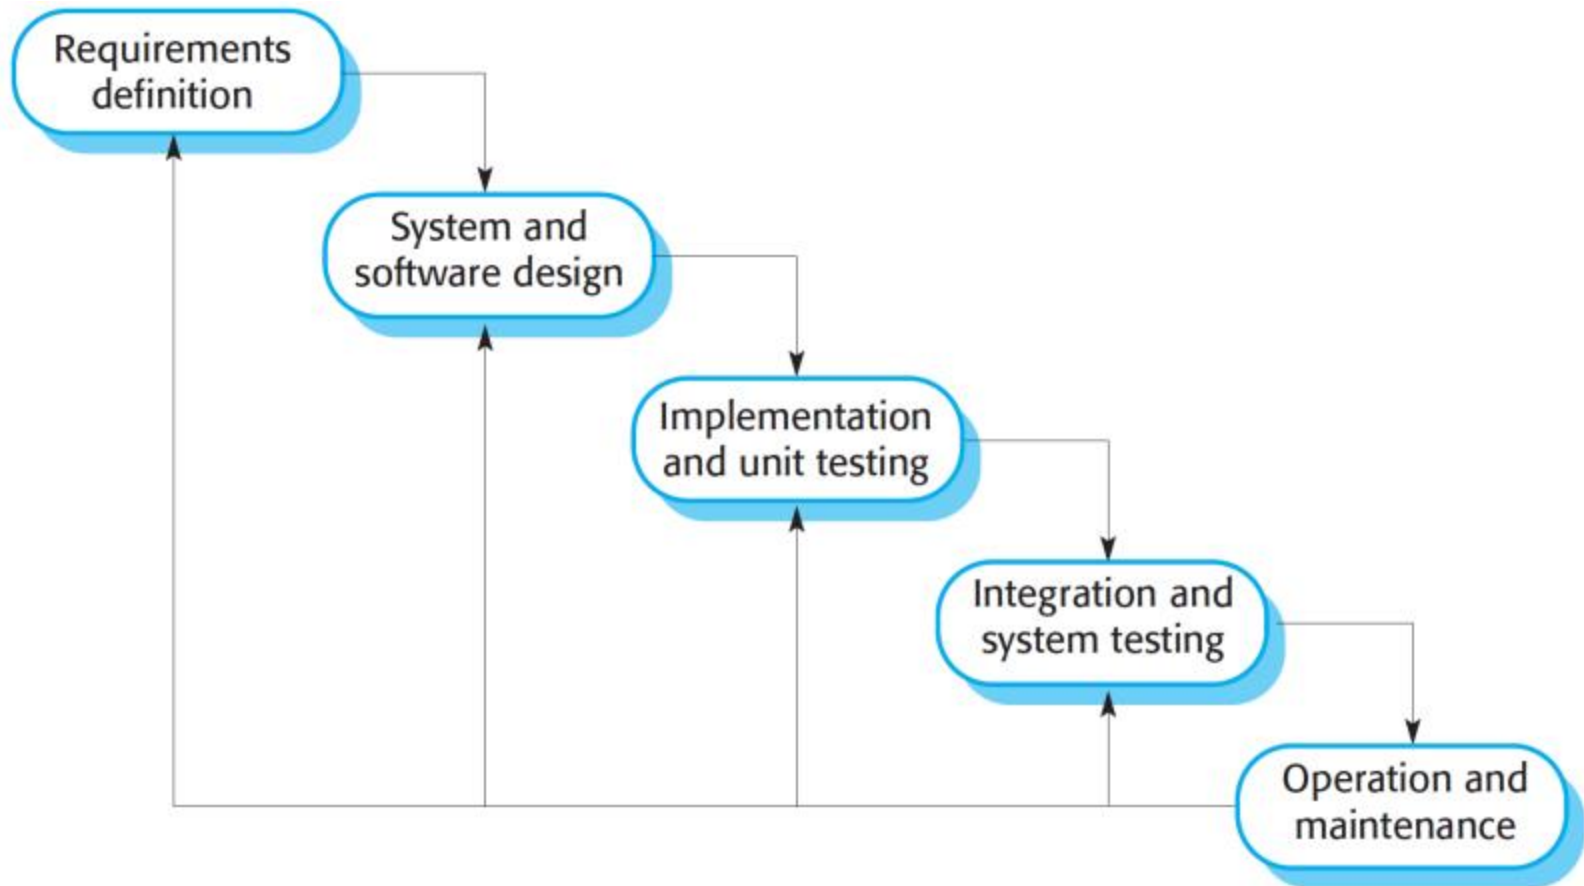 Requirements
definition
System and
software design
Implementation
and unit testing
Integration and
system testing
Operation and
maintenance